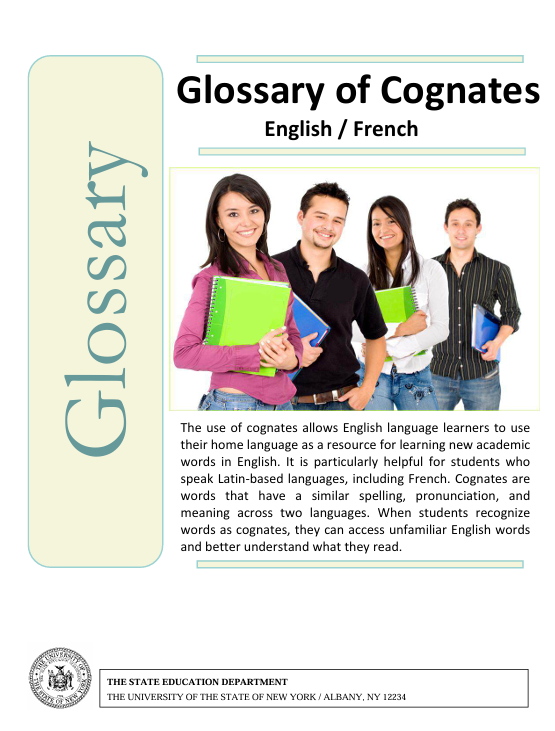 Glossary of Cognates
English / French
Glossary
The use of cognates allows English language learners to use
their home language as a resource for learning new academic
words in English. It is particularly helpful for students who
speak Latin-based languages, including French. Cognates are
words that have a similar spelling, pronunciation, and
meaning across two languages. When students recognize
words as cognates, they can access unfamiliar English words
and better understand what they read.
THE STATE EDUCATION DEPARTMENT
THE UNIVERSITY OF THE STATE OF NEW YORK / ALBANY, NY 12234
THE UNIVERSITY OF
THE STATE OF NEW YORK